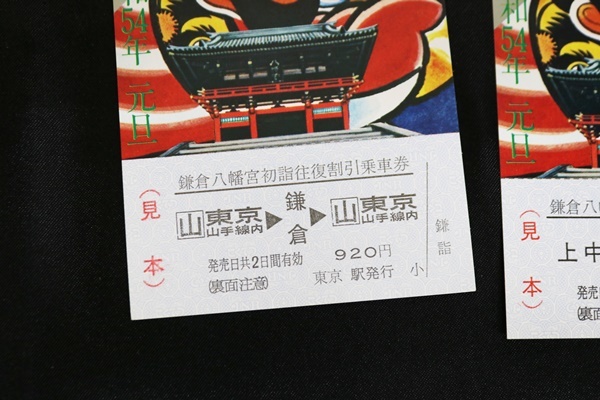 和54年 元旦
鎌倉八幡宮初詣往復割引乗車券
(見本)
山 東京山手線内 ▶ 鎌倉 ▶ 山 東京山手線内
発売日共2日間有効 920円
(裏面注意) 東京 駅発行 小
鎌詣
和54年 元旦
鎌倉八
(見本)
上中
発売
(裏面